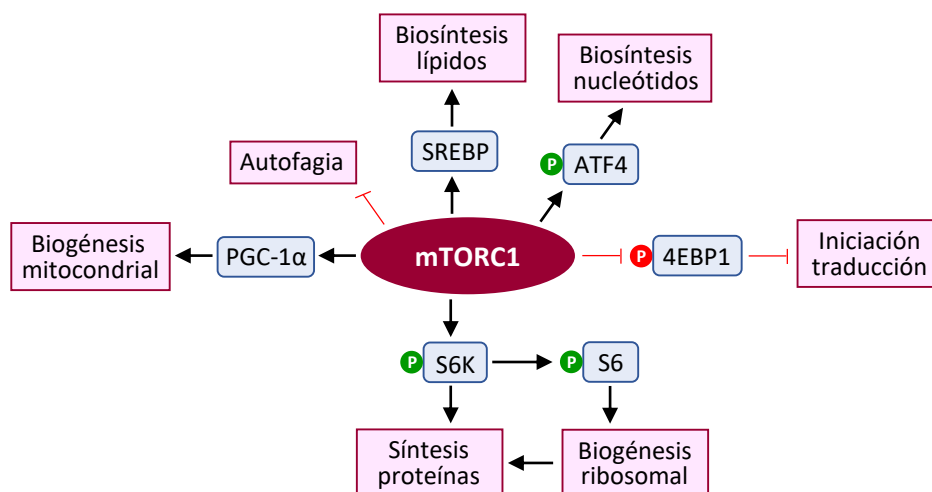 Biosíntesis
lípidos
Biosíntesis
nucleótidos
Autofagia
SREBP
P
ATF4
Biogénesis
mitocondrial
PGC-1α
mTORC1
P
4EBP1
Iniciación
traducción
P
S6K
P
S6
Síntesis
proteínas
Biogénesis
ribosomal